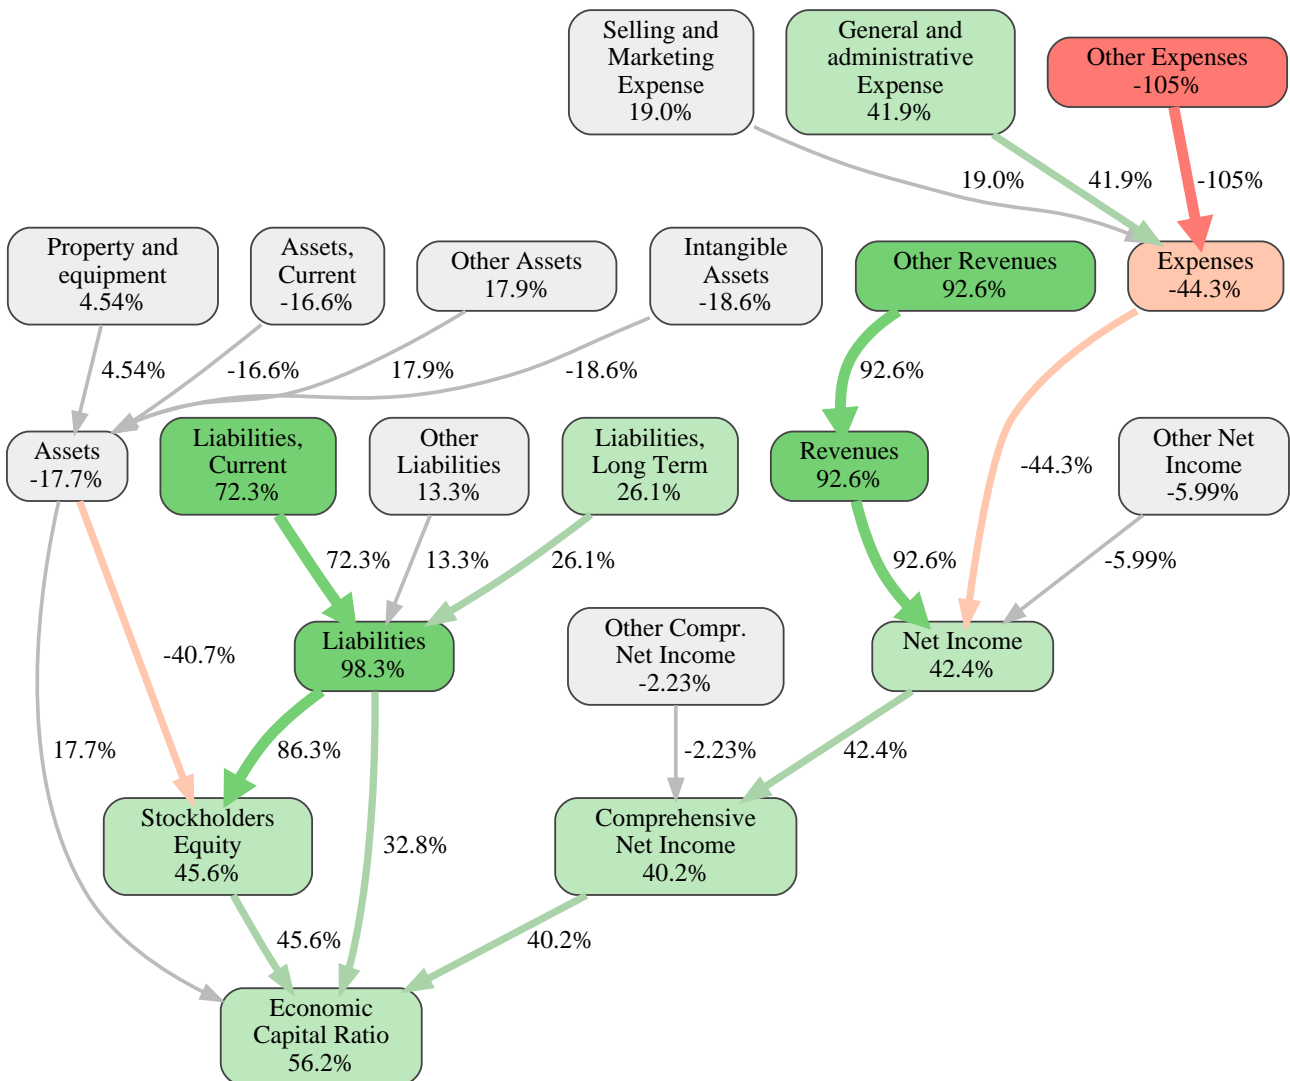 Selling and
Marketing
Expense
19.0%
General and
administrative
Expense
41.9%
Other Expenses
-105%
19.0%
41.9%
-105%
Property and
equipment
4.54%
Assets,
Current
-16.6%
Other Assets
17.9%
Intangible
Assets
-18.6%
Other Revenues
92.6%
Expenses
-44.3%
4.54%
-16.6%
17.9%
-18.6%
92.6%
Assets
-17.7%
Liabilities,
Current
72.3%
Other
Liabilities
13.3%
Liabilities,
Long Term
26.1%
Revenues
92.6%
-44.3%
Other Net
Income
-5.99%
72.3%
13.3%
26.1%
92.6%
-5.99%
-40.7%
Liabilities
98.3%
Other Compr.
Net Income
-2.23%
Net Income
42.4%
17.7%
86.3%
-2.23%
42.4%
Stockholders
Equity
45.6%
32.8%
Comprehensive
Net Income
40.2%
45.6%
40.2%
Economic
Capital Ratio
56.2%